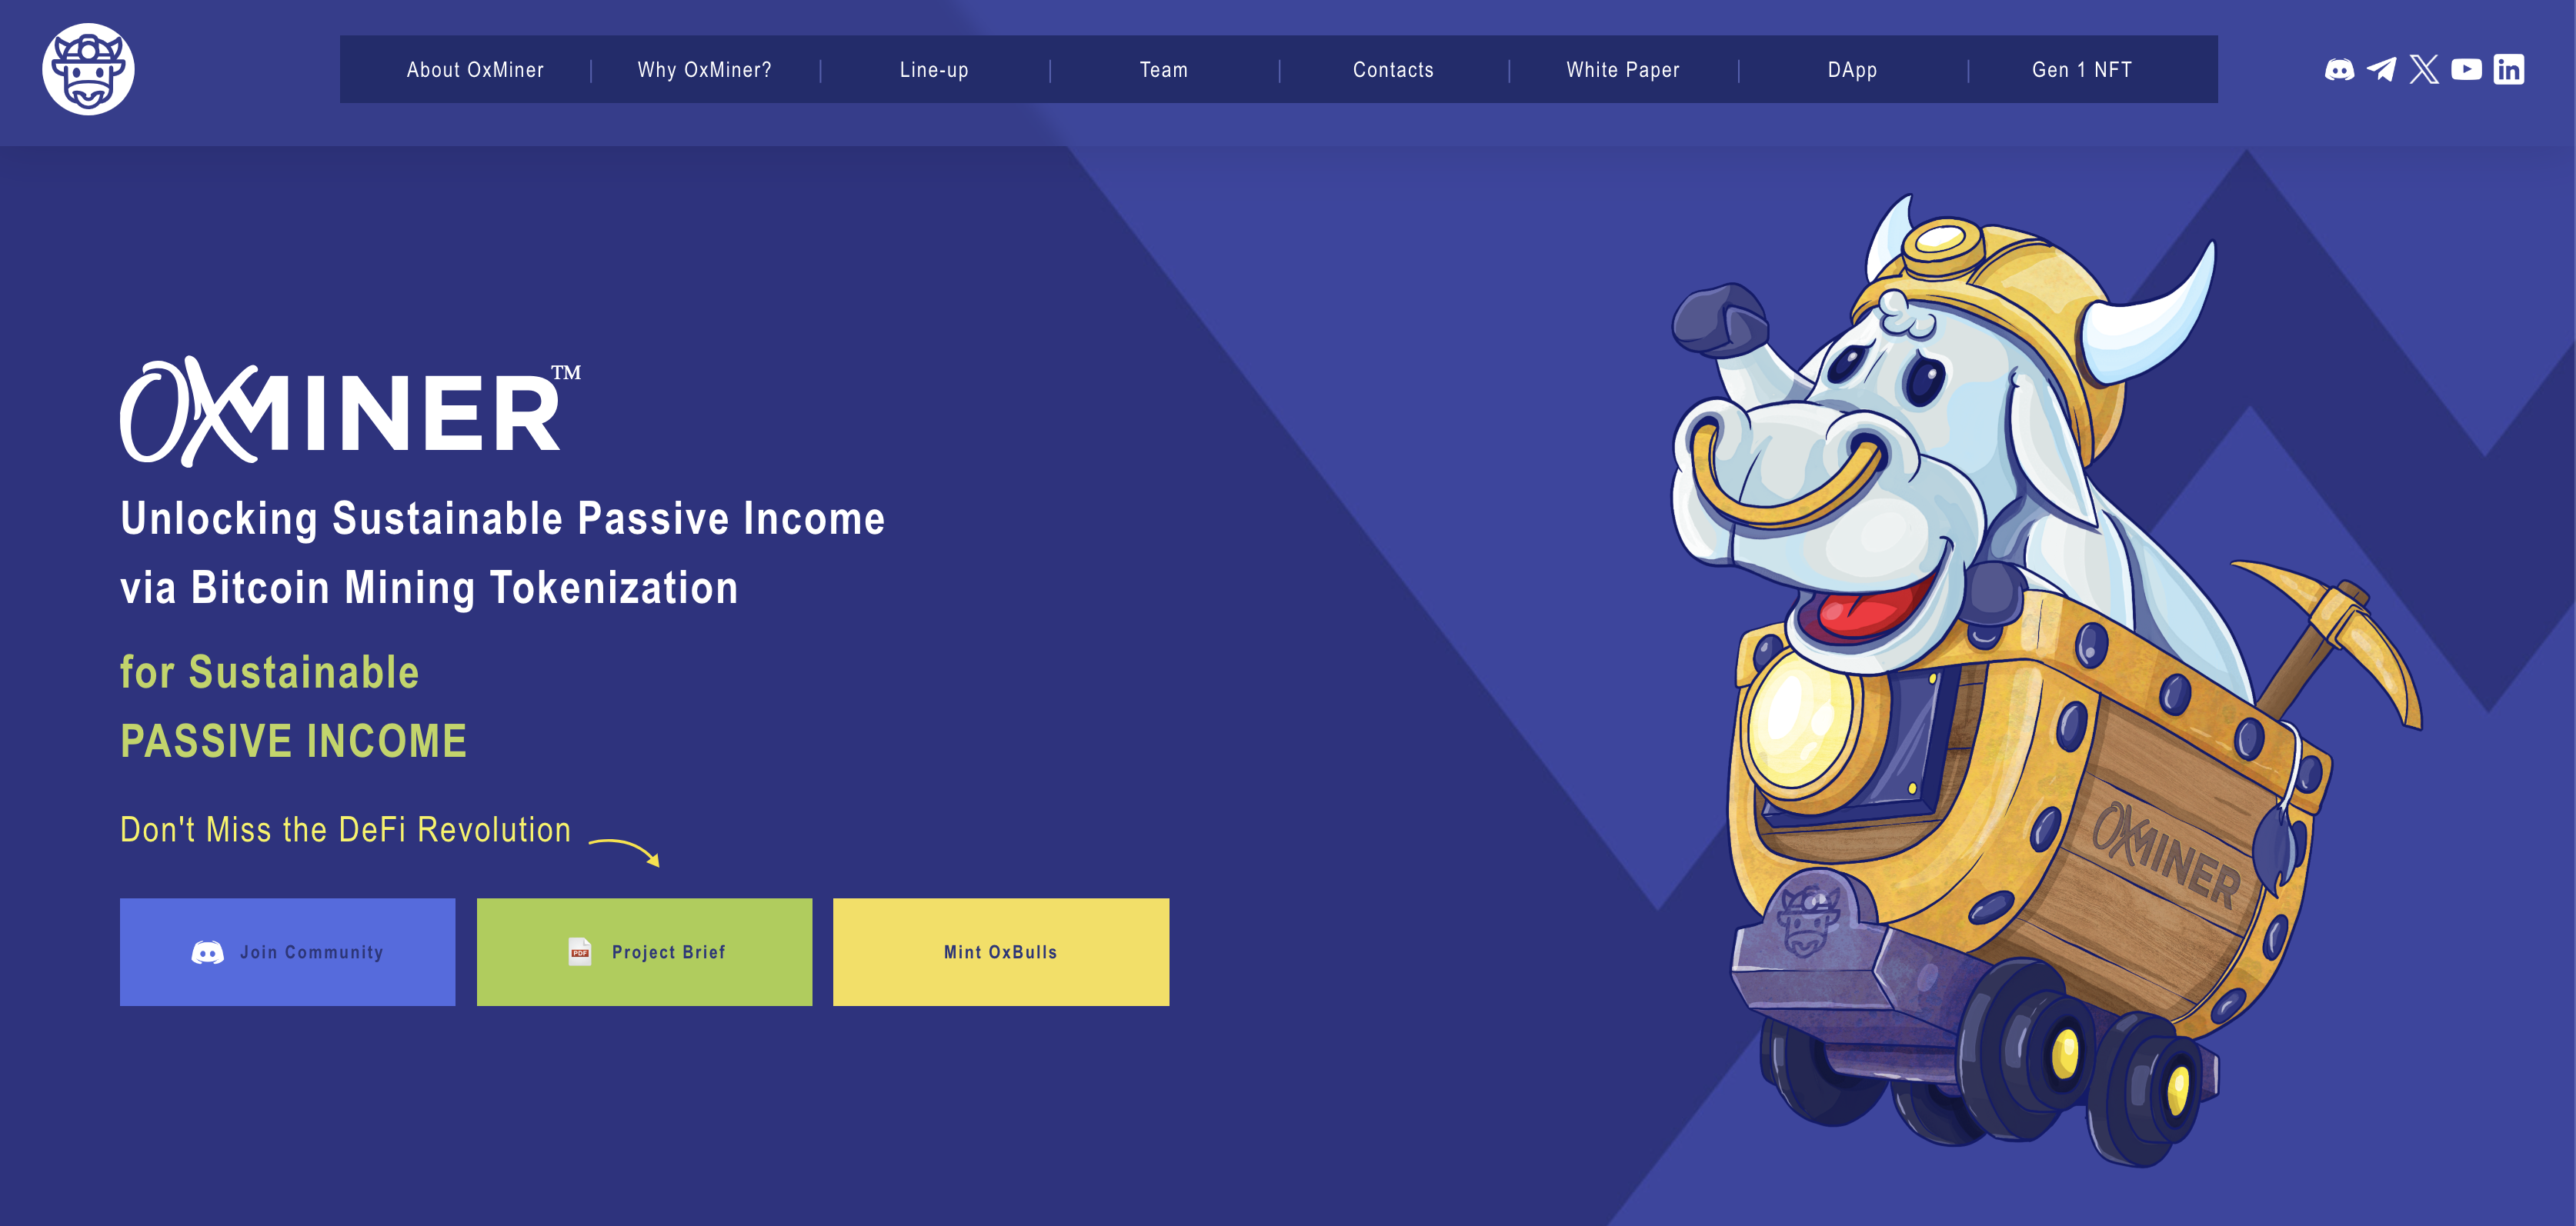 About OxMiner
Why OxMiner?
Line-up
Team
Contacts
White Paper
DApp
Gen 1 NFT
OXMINER™
Unlocking Sustainable Passive Income
via Bitcoin Mining Tokenization
for Sustainable
PASSIVE INCOME
Don't Miss the DeFi Revolution
Join Community
PDF
Project Brief
Mint OxBulls
OXMINER
in